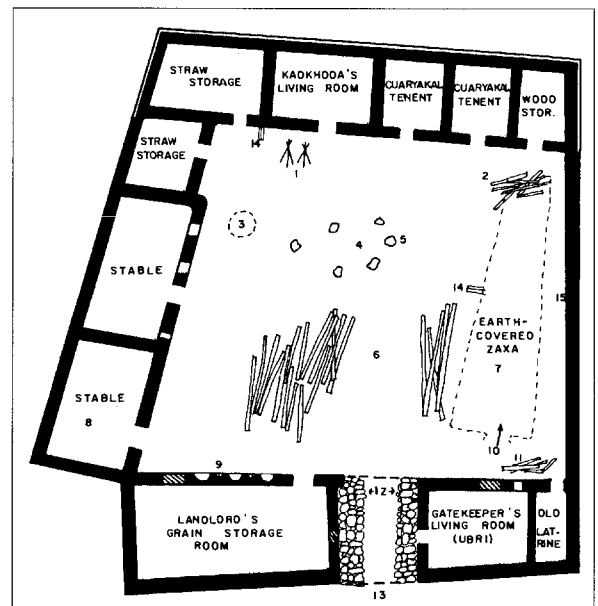 STRAW
STORAGE
KAOKHODA'S
LIVING ROOM
CUARYAKAL
TENENT
CUARYAKAL
TENENT
WOOD
STOR.
STRAW
STORAGE
14
1
2
3
4
5
STABLE
14
15
EARTH-
COVERED
ZAXA
7
6
STABLE
8
10
11
9
12
LANDLORD'S
GRAIN STORAGE
ROOM
GATEKEEPER'S
LIVING ROOM
(UBRI)
OLD
LAT-
RINE
13